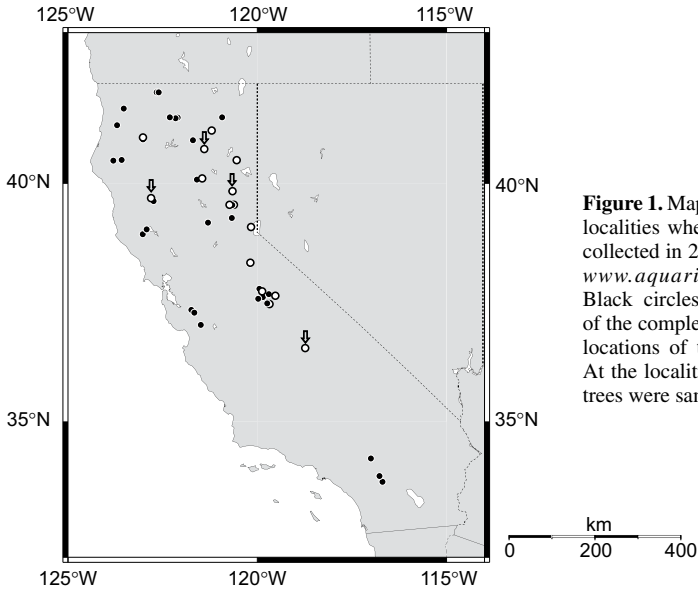 125°W 120°W 115°W
40°N 40°N
35°N 35°N
125°W 120°W 115°W
km
0 200 400
Figure 1. Map
localities whe
collected in 2
www.aquari
Black circles
of the comple
locations of
At the localit
trees were sar